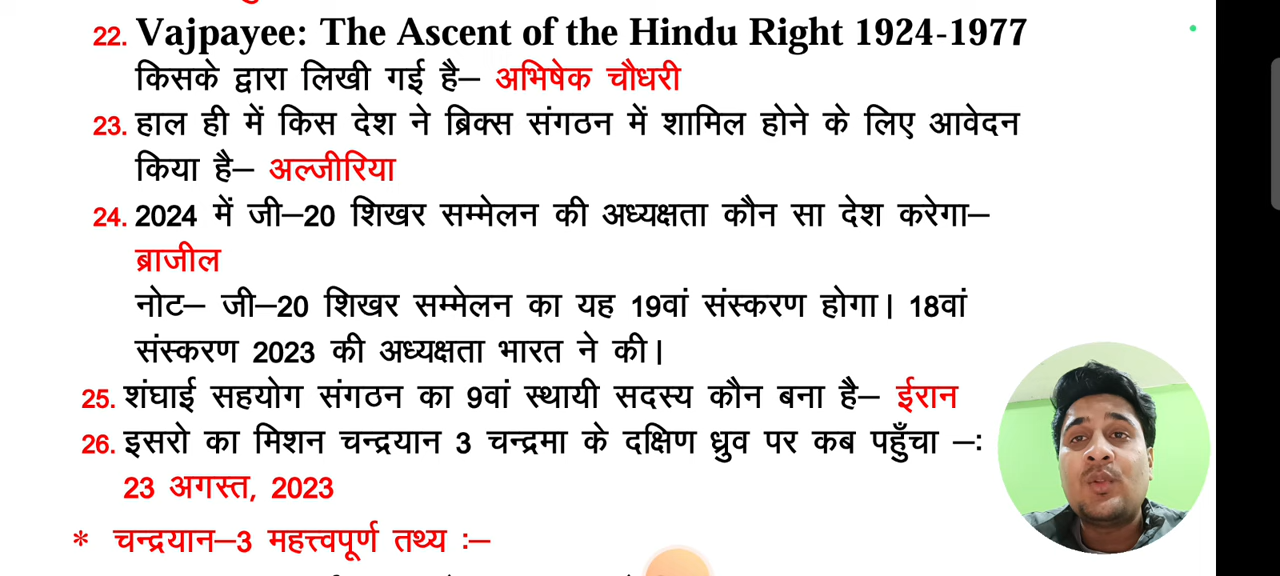 22. Vajpayee: The Ascent of the Hindu Right 1924-1977
किसके द्वारा लिखी गई है– अभिषेक चौधरी
23. हाल ही में किस देश ने ब्रिक्स संगठन में शामिल होने के लिए आवेदन
किया है– अल्जीरिया
24. 2024 में जी–20 शिखर सम्मेलन की अध्यक्षता कौन सा देश करेगा–
ब्राजील
नोट– जी–20 शिखर सम्मेलन का यह 19वां संस्करण होगा। 18वां
संस्करण 2023 की अध्यक्षता भारत ने की।
25. शंघाई सहयोग संगठन का 9वां स्थायी सदस्य कौन बना है– ईरान
26. इसरो का मिशन चन्द्रयान 3 चन्द्रमा के दक्षिण ध्रुव पर कब पहुँचा –:
23 अगस्त, 2023
* चन्द्रयान–3 महत्त्वपूर्ण तथ्य :–